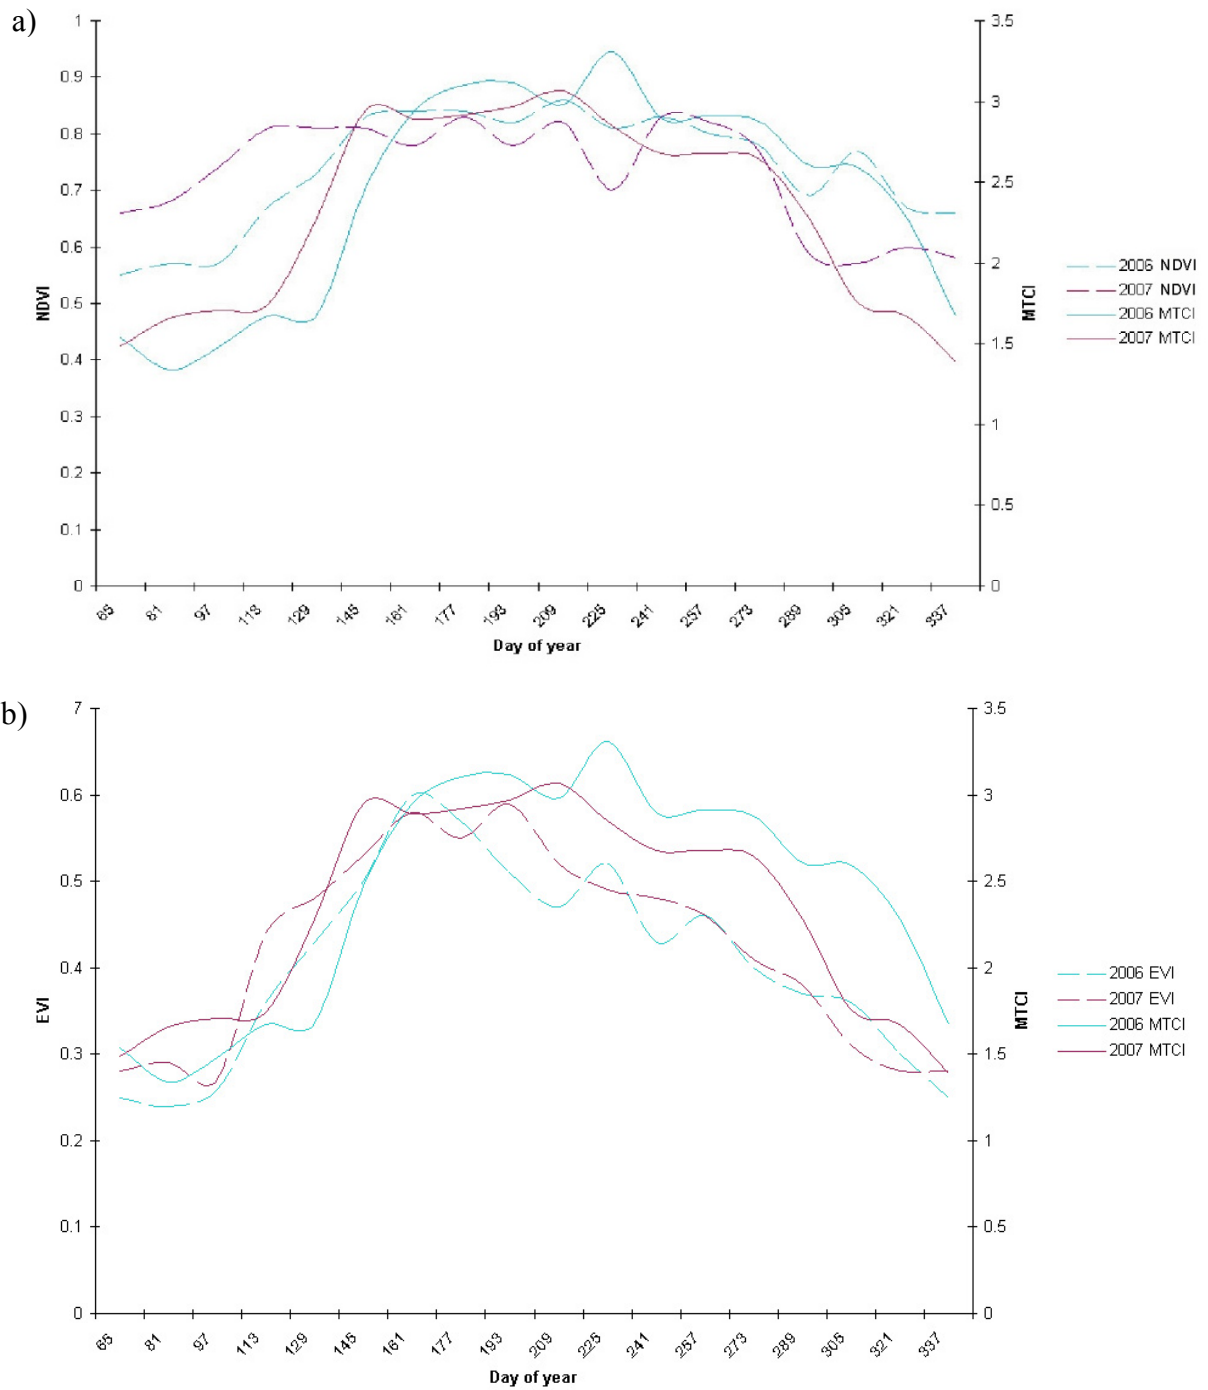 a)
1
0.9
0.8
0.7
0.6
0.5
0.4
0.3
0.2
0.1
0
NDVI
3.5
3
2.5
2
1.5
1
0.5
0
MTCI
65 81 97 113 129 145 161 177 193 209 225 241 257 273 289 305 321 337
Day of year
2006 NDVI
2007 NDVI
2006 MTCI
2007 MTCI
b)
7
0.6
0.5
0.4
0.3
0.2
0.1
0
EVI
3.5
3
2.5
2
1.5
1
0.5
0
MTCI
65 81 97 113 129 145 161 177 193 209 225 241 257 273 289 305 321 337
Day of year
2006 EVI
2007 EVI
2006 MTCI
2007 MTCI